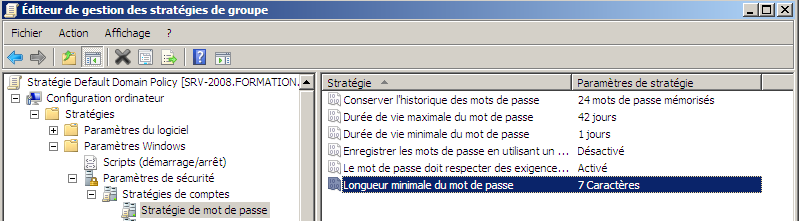 Éditeur de gestion des stratégies de groupe
Fichier Action Affichage ?
Stratégie Default Domain Policy [SRV-2008.FORMATION.
Configuration ordinateur
Stratégies
Paramètres du logiciel
Paramètres Windows
Scripts (démarrage/arrêt)
Paramètres de sécurité
Stratégies de comptes
Stratégie de mot de passe
Stratégie Paramètres de stratégie
Conserver l'historique des mots de passe 24 mots de passe mémorisés
Durée de vie maximale du mot de passe 42 jours
Durée de vie minimale du mot de passe 1 jours
Enregistrer les mots de passe en utilisant un ... Désactivé
Le mot de passe doit respecter des exigence... Activé
Longueur minimale du mot de passe 7 Caractères